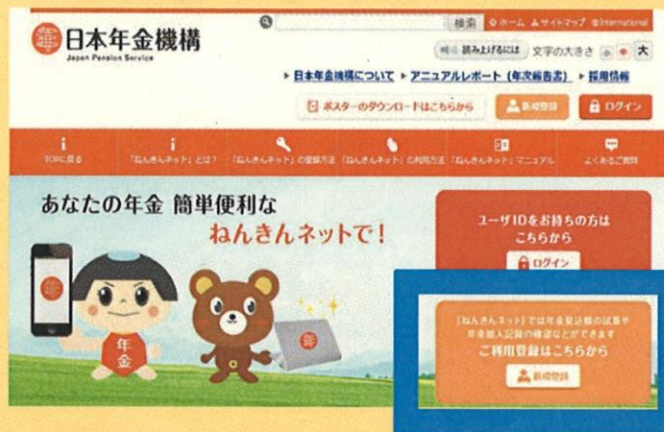 日本年金機構
Japan Pension Service
検索
ホーム サイトマップ International
読み上げるには 文字の大きさ 小 中 大
日本年金機構について アニュアルレポート(年次報告書) 採用情報
ポスターのダウンロードはこちらから 新規登録 ログイン
TOPに戻る 「ねんきんネット」とは? 「ねんきんネット」の登録方法 「ねんきんネット」の利用方法 「ねんきんネット」マニュアル よくあるご質問
あなたの年金 簡単便利な
ねんきんネットで!
年
金
ユーザIDをお持ちの方は
こちらから
ログイン
「ねんきんネット」では年金見込額の試算や
年金加入記録の確認などができます
ご利用登録はこちらから
新規登録